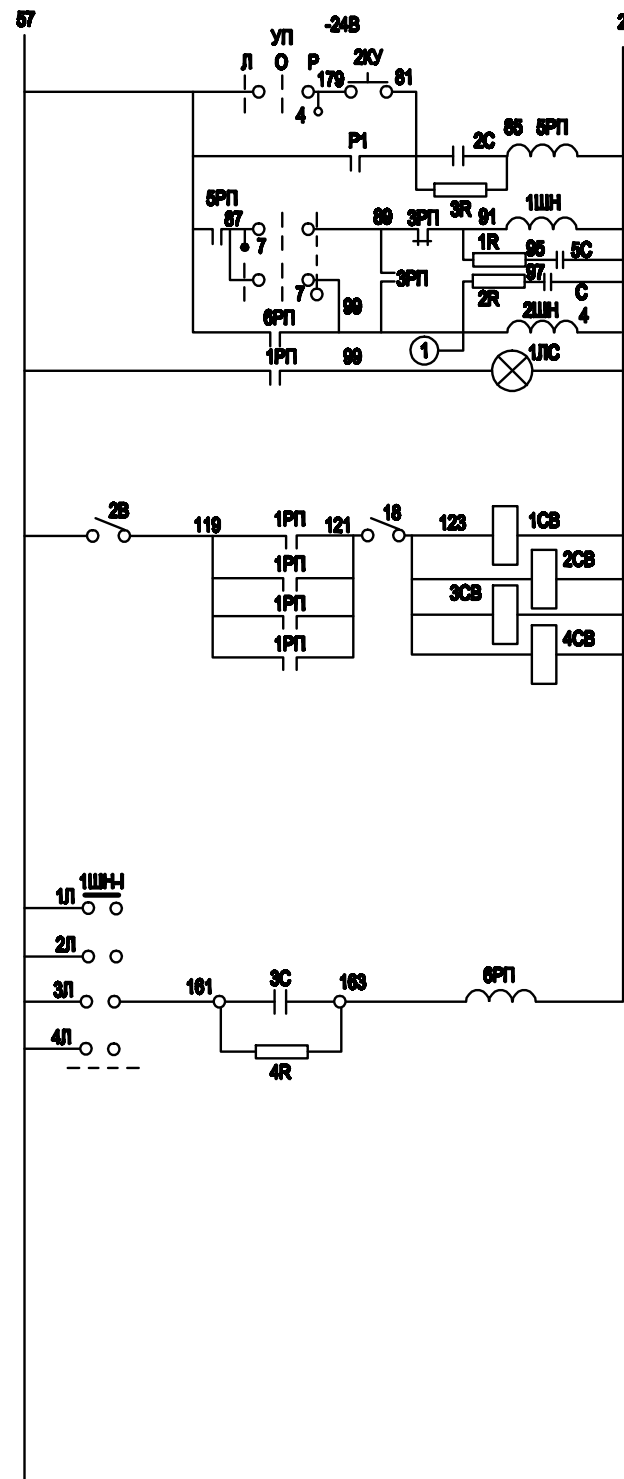 57 -24В 2
УП
Л О Р 179 2КУ 81
4
Р1 2С 85 5РП
3R
5РП 87 89 3РП 91 1ШН
7 1R 95 5С
3РП 97
7 99 2R С
6РП 2ШН 4
1
1РП 99 1ЛС
2В 119 1РП 121 18 123 1СВ
1РП 2СВ
1РП 3СВ
1РП 4СВ
1Л 1ШН-I
2Л
3Л 161 3С 163 6РП
4Л
4R